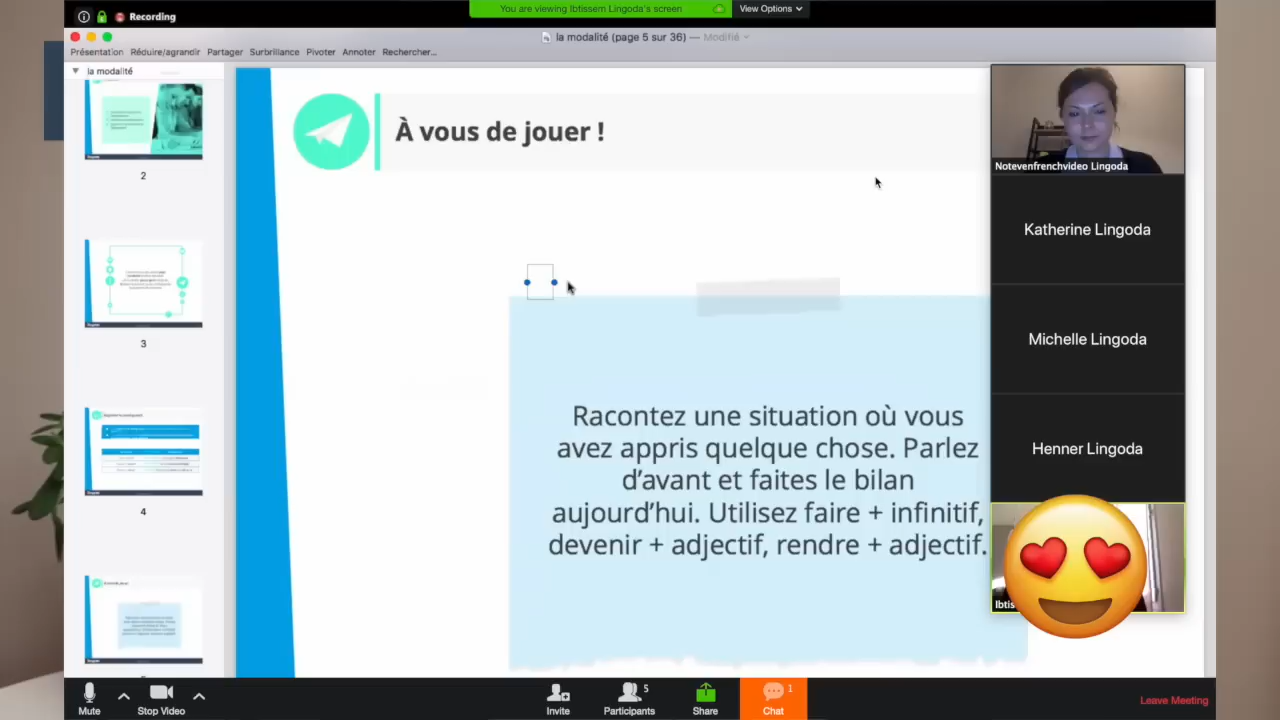 Recording
You are viewing Ibtissem Lingoda's screen
View Options
la modalité (page 5 sur 36) — Modifié
Présentation Réduire/agrandir Partager Surbrillance Pivoter Annoter Rechercher...
la modalité
2
3
4
À vous de jouer !
Racontez une situation où vous
avez appris quelque chose. Parlez
d'avant et faites le bilan
aujourd'hui. Utilisez faire + infinitif,
devenir + adjectif, rendre + adjectif.
Notevenfrenchvideo Lingoda
Katherine Lingoda
Michelle Lingoda
Henner Lingoda
Mute
Stop Video
Invite
5
Participants
Share
1
Chat
Leave Meeting